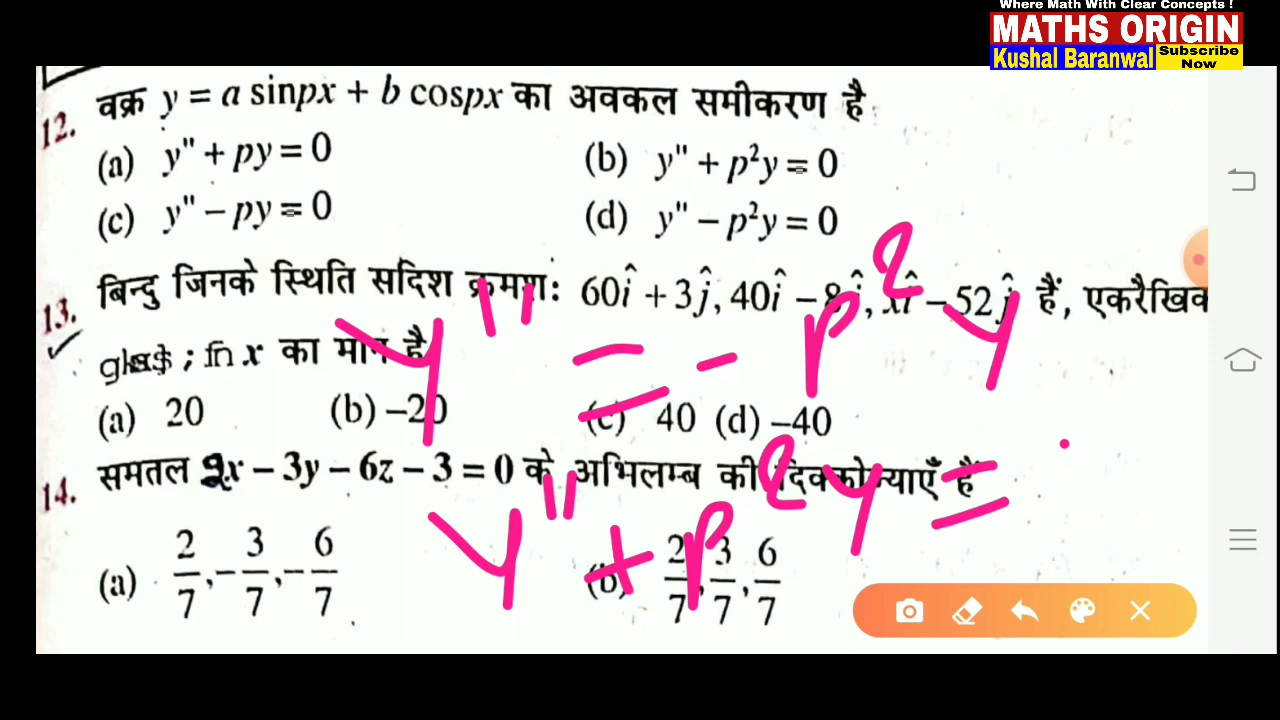 Where Math With Clear Concepts !
MATHS ORIGIN
Kushal Baranwal Subscribe Now
12. वक्र y = a sinpx + b cospx का अवकल समीकरण है
(a) y" + py = 0 (b) y" + p²y = 0
(c) y" – py = 0 (d) y" – p²y = 0
13. बिन्दु जिनके स्थिति सदिश क्रमश: 60î + 3ĵ, 40î – 8ĵ, xî – 52ĵ हैं, एकरैखिक
x का मान है
(a) 20 (b) –20 (c) 40 (d) –40
y" = - p² y
14. समतल 2x – 3y – 6z – 3 = 0 के अभिलम्ब की हैं
y" + p² y =
(a) 2/7, –3/7, –6/7 (b) 2/7, 3/7, 6/7